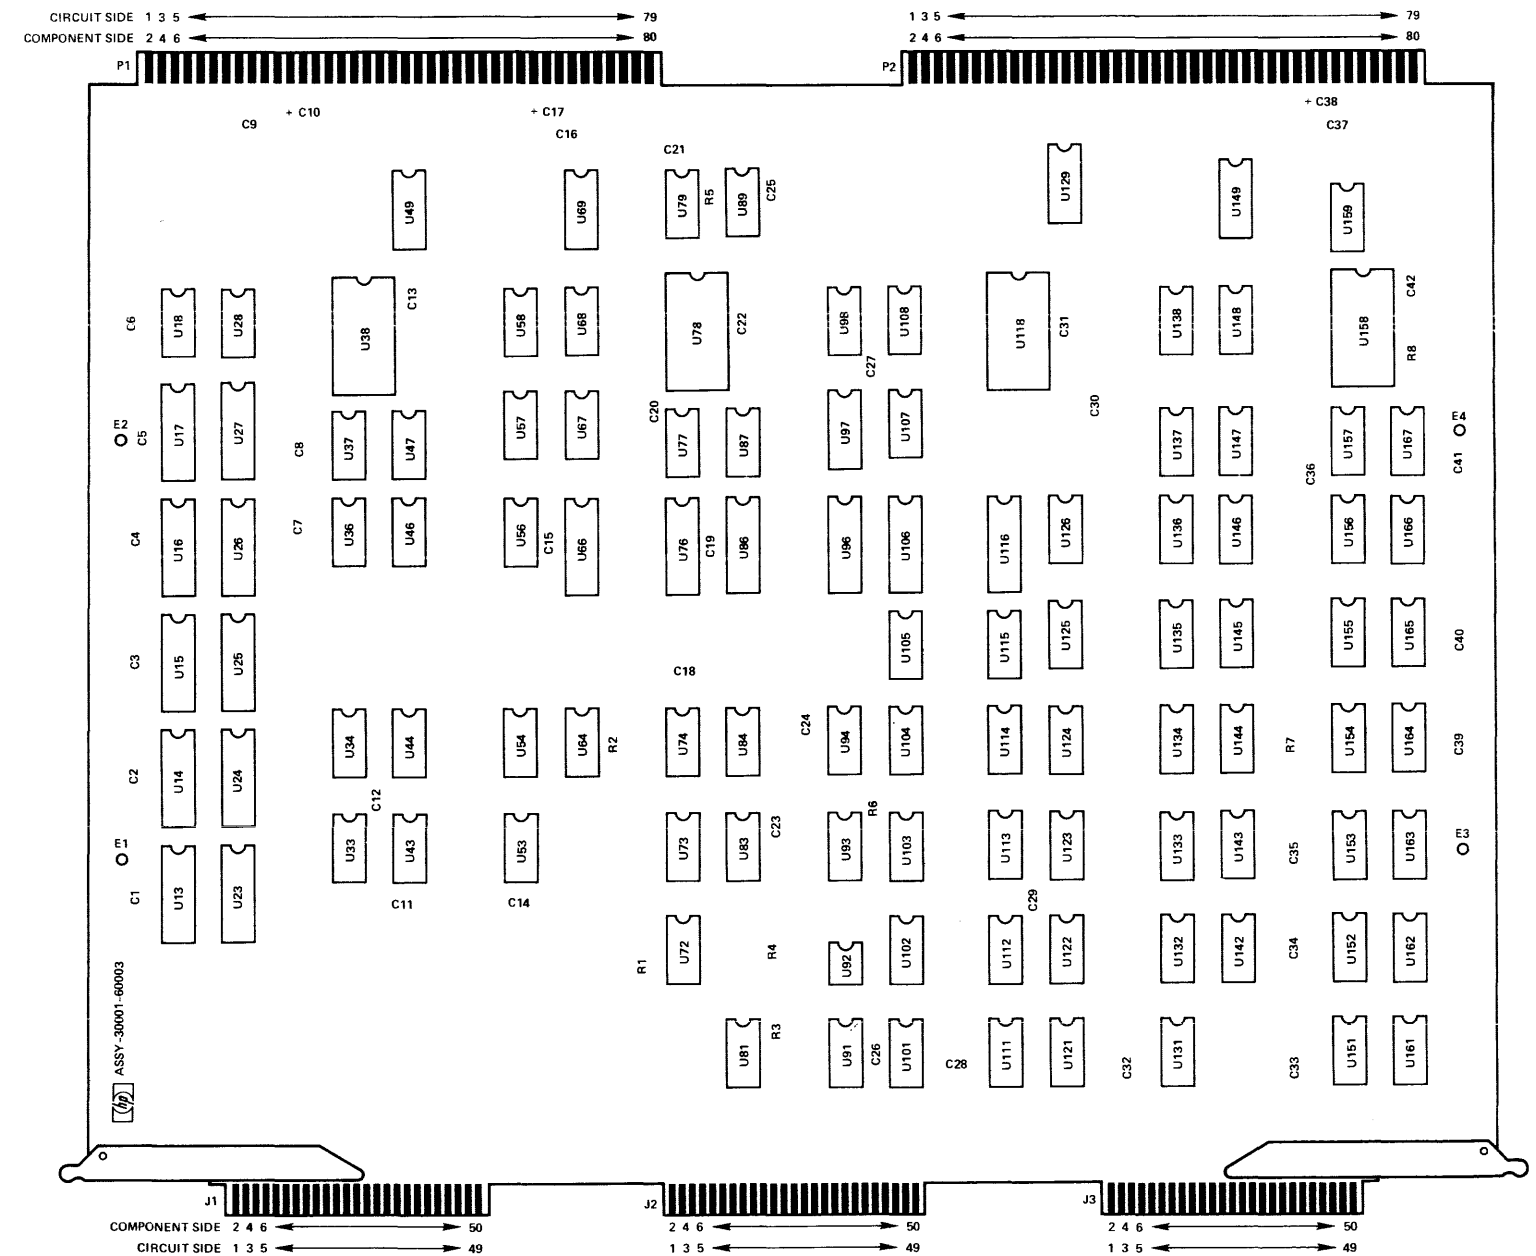 CIRCUIT SIDE 1 3 5 79 1 3 5 79
COMPONENT SIDE 2 4 6 80 2 4 6 80
P1 P2
C9 + C10 + C17 C16 + C38 C37
C21
U49 U69 U79 R5 U89 C25 U129 U149 U159
C6 U18 U28 U38 C13 U58 U68 U78 C22 U98 U108 U118 C31 U138 U148 U158 C42 R8
C27
E2 C5 U17 U27 C8 U37 U47 U57 U67 C20 U77 U87 U97 U107 C30 U137 U147 C36 U157 U167 E4 C41
C4 U16 U26 C7 U36 U46 U56 C15 U66 U76 C19 U86 U96 U106 U116 U126 U136 U146 U156 U166
C3 U15 U25 C18 U105 U115 U125 U135 U145 U155 U165 C40
C2 U14 U24 U34 U44 U54 U64 R2 U74 U84 C24 U94 U104 U114 U124 U134 U144 R7 U154 U164 C39
C12 R6
E1 U33 U43 U53 U73 U83 C23 U93 U103 U113 U123 U133 U143 C35 U153 U163 E3
C1 U13 U23 C11 C14 C29
R1 U72 R4 U92 U102 U112 U122 U132 U142 C34 U152 U162
ASSY-30001-60003
U81 R3 U91 C26 U101 C28 U111 U121 C32 U131 C33 U151 U161
hp
J1 J2 J3
COMPONENT SIDE 2 4 6 50 2 4 6 50 2 4 6 50
CIRCUIT SIDE 1 3 5 49 1 3 5 49 1 3 5 49